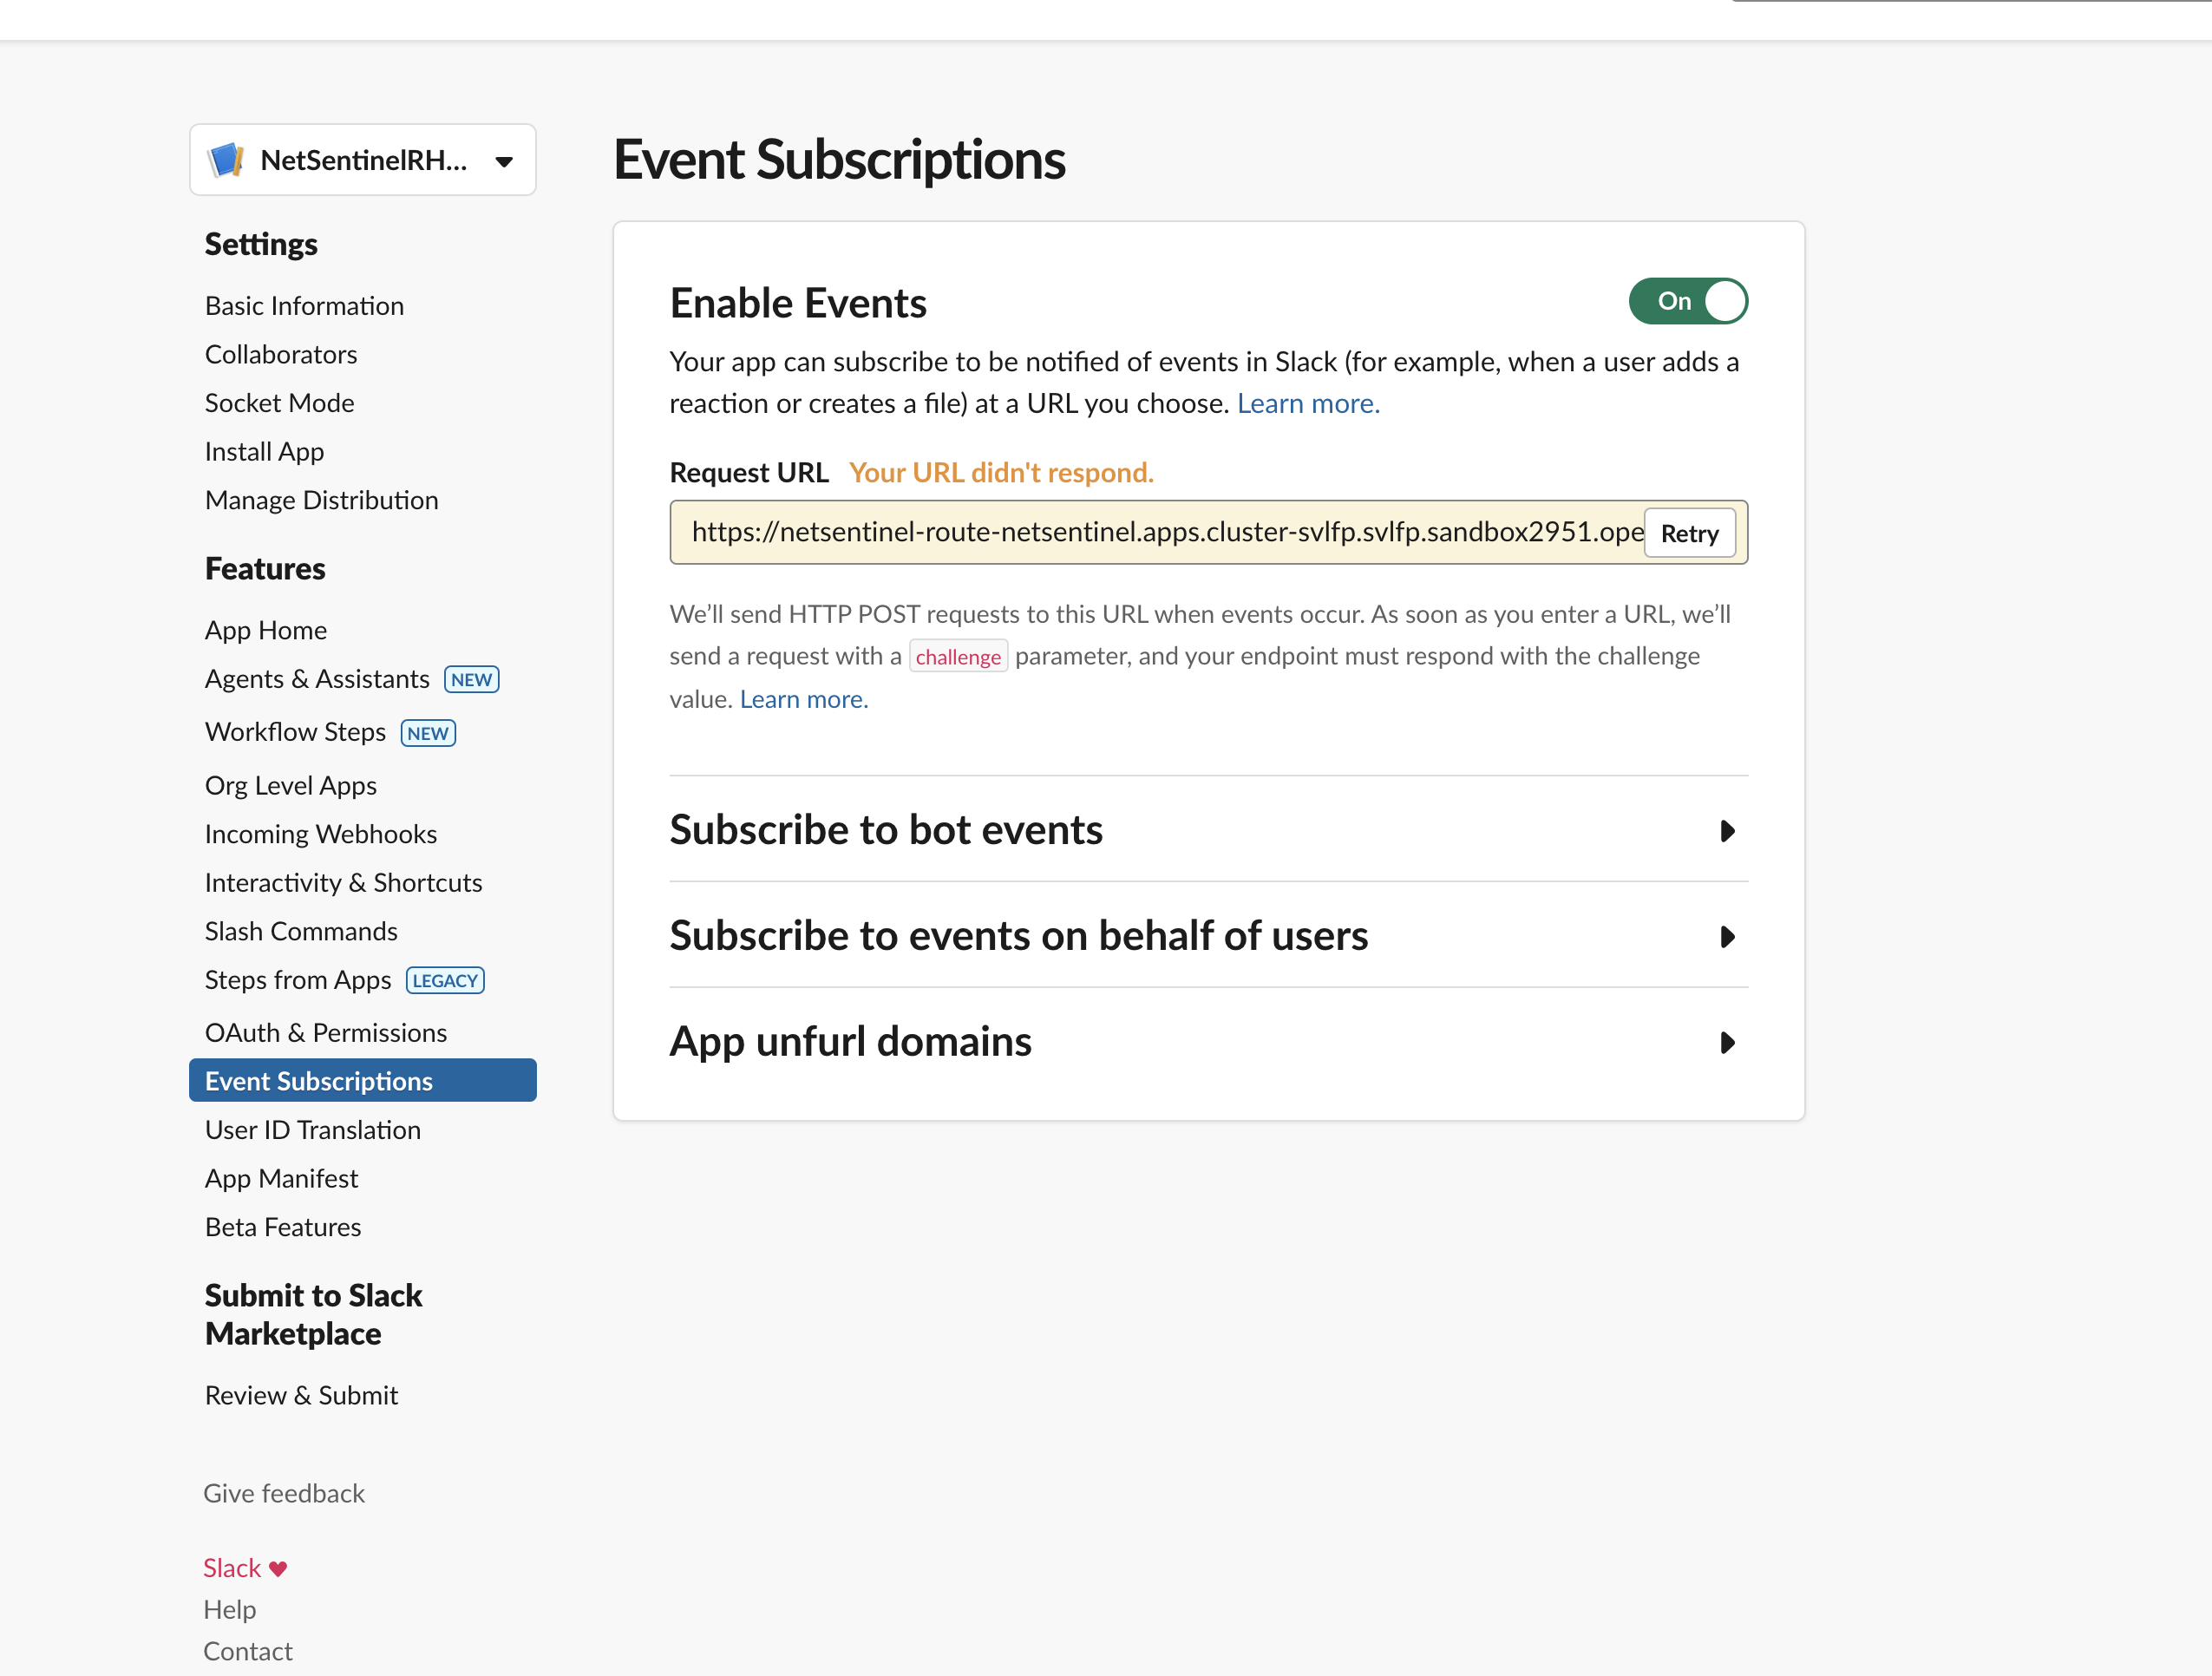 NetSentinelRH...
Settings
Basic Information
Collaborators
Socket Mode
Install App
Manage Distribution
Features
App Home
Agents & Assistants NEW
Workflow Steps NEW
Org Level Apps
Incoming Webhooks
Interactivity & Shortcuts
Slash Commands
Steps from Apps LEGACY
OAuth & Permissions
Event Subscriptions
User ID Translation
App Manifest
Beta Features
Submit to Slack
Marketplace
Review & Submit
Give feedback
Slack ♥
Help
Contact
Event Subscriptions
Enable Events On
Your app can subscribe to be notified of events in Slack (for example, when a user adds a
reaction or creates a file) at a URL you choose. Learn more.
Request URL Your URL didn't respond.
https://netsentinel-route-netsentinel.apps.cluster-svlfp.svlfp.sandbox2951.ope Retry
We’ll send HTTP POST requests to this URL when events occur. As soon as you enter a URL, we’ll
send a request with a challenge parameter, and your endpoint must respond with the challenge
value. Learn more.
Subscribe to bot events
Subscribe to events on behalf of users
App unfurl domains